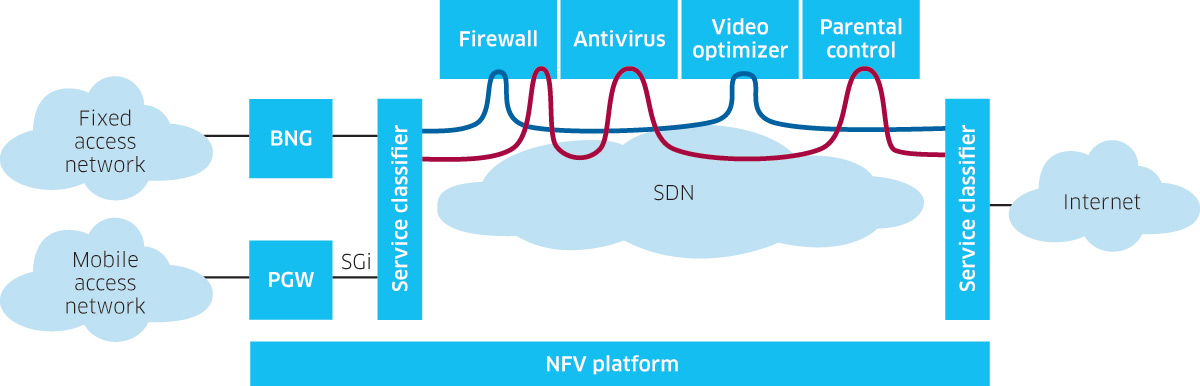 Firewall
Antivirus
Video
optimizer
Parental
control
Fixed
access
network
BNG
Service classifier
SDN
Service classifier
Internet
Mobile
access
network
PGW
SGi
NFV platform